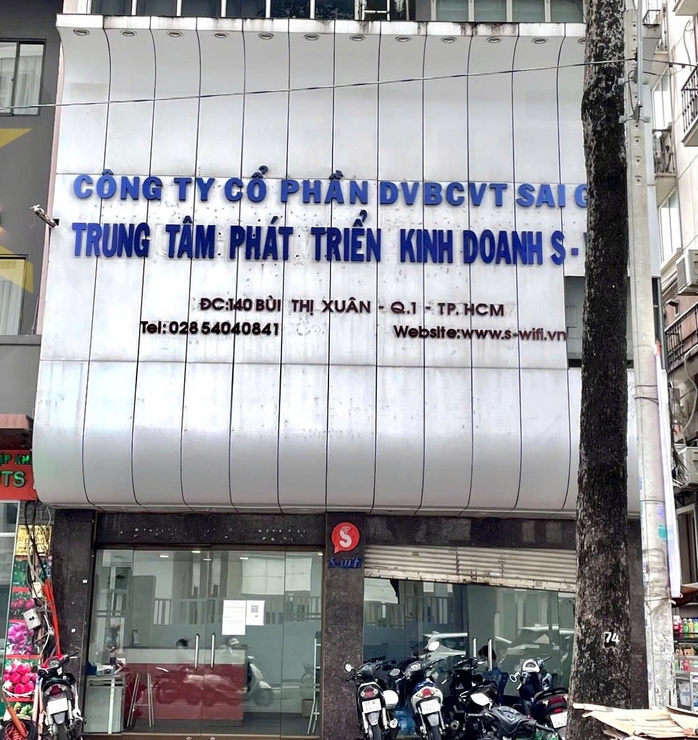 CÔNG TY CỔ PHẦN DVBCVT SAI G
TRUNG TÂM PHÁT TRIỂN KINH DOANH S -
ĐC:140 BÙI THỊ XUÂN - Q.1 - TP. HCM
Tel: 028 54040841 Website:www.s-wifi.vn
TS
S-wifi
74